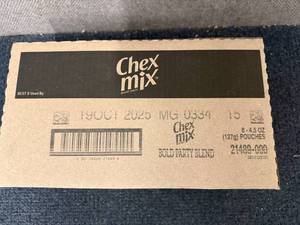 Chex
mix
BEST if Used By
19OCT 2025 MG 0334 15
Chex
mix
8 - 4.5 OZ
(127g) POUCHES
BOLD PARTY BLEND
21489-000